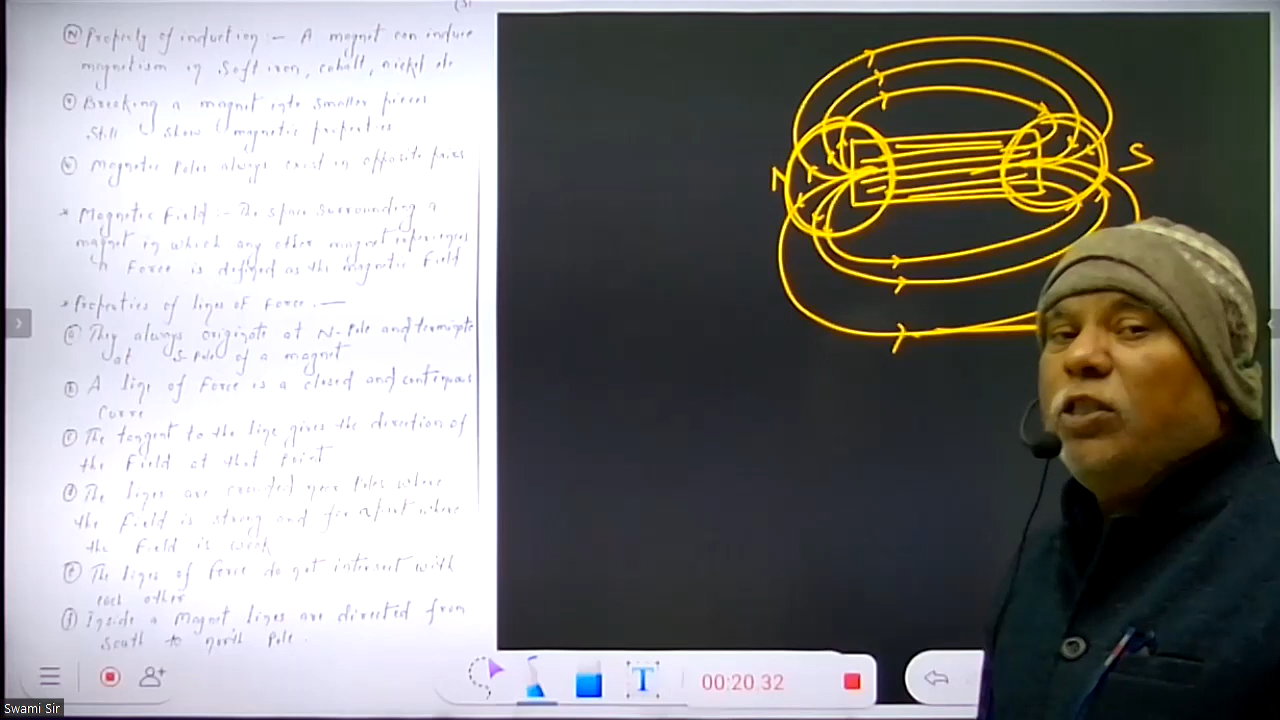 Property of induction :- A magnet can induce
magnetism in Soft iron, cobalt, nickel etc
Breaking a magnet into smaller pieces
Still show magnetic properties
Magnetic Poles always exist in opposite pairs
* Magnetic Field :- The space surrounding a
magnet in which any other magnet experiences
a Force is defined as the magnetic Field
* Properties of lines of Force. —
(a) They always originate at N-Pole and terminate
at S-Pole of a magnet
(b) A line of Force is a closed and continuous
Curve
(c) The tangent to the line gives the direction of
the Field at that Point
(d) The lines are crowded near Poles where
the Field is strong and far apart where
the Field is weak
(e) The lines of Force do not intersect with
each other
(f) Inside a Magnet, lines are directed from
South to north Pole.
N
S
T
00:20:32
Swami Sir